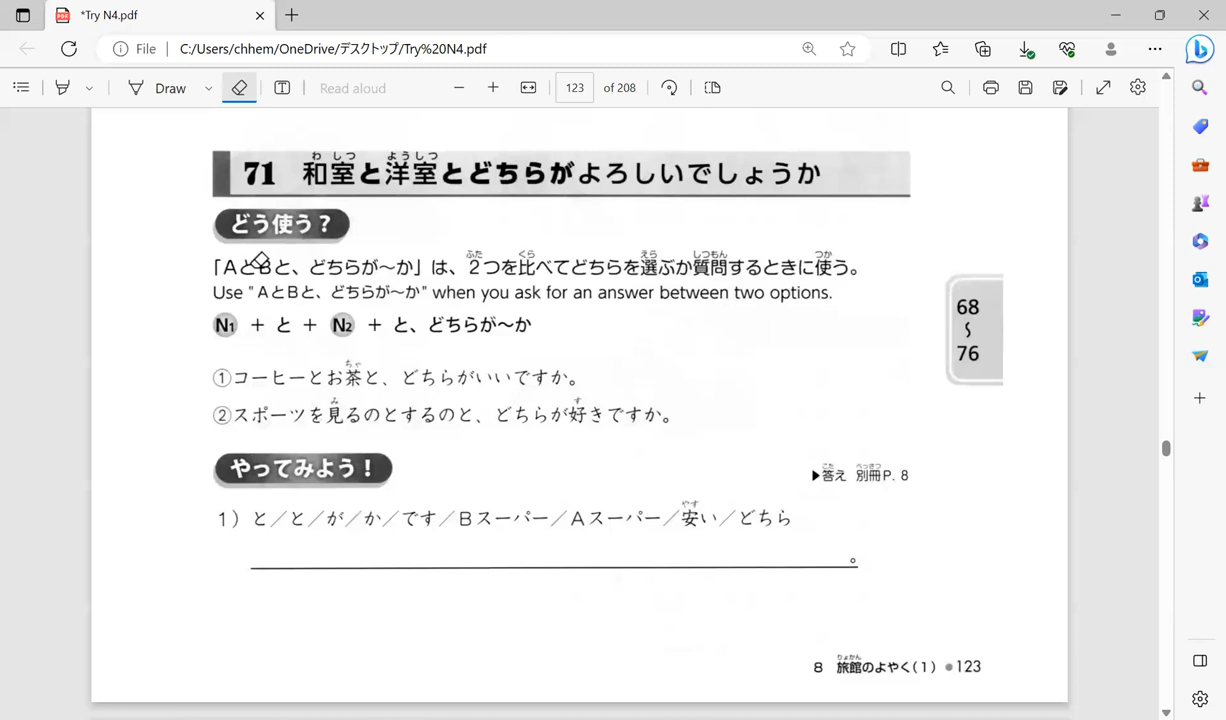 *Try N4.pdf
File
C:/Users/chhem/OneDrive/デスクトップ/Try%20N4.pdf
Draw
Read aloud
123
of 208
わしつ ようしつ
71 和室と洋室とどちらがよろしいでしょうか
どう使う？
ふた くら えら しつもん つか
「AとBと、どちらが〜か」は、2つを比べてどちらを選ぶか質問するときに使う。
Use "AとBと、どちらが〜か" when you ask for an answer between two options.
N1 + と + N2 + と、どちらが〜か
68
〜
76
ちゃ
①コーヒーとお茶と、どちらがいいですか。
み す
②スポーツを見るのとするのと、どちらが好きですか。
やってみよう！
こた べっさつ
▶答え 別冊P. 8
やす
1）と／と／が／か／です／Bスーパー／Aスーパー／安い／どちら
。
りょかん
8 旅館のよやく(1) ●123